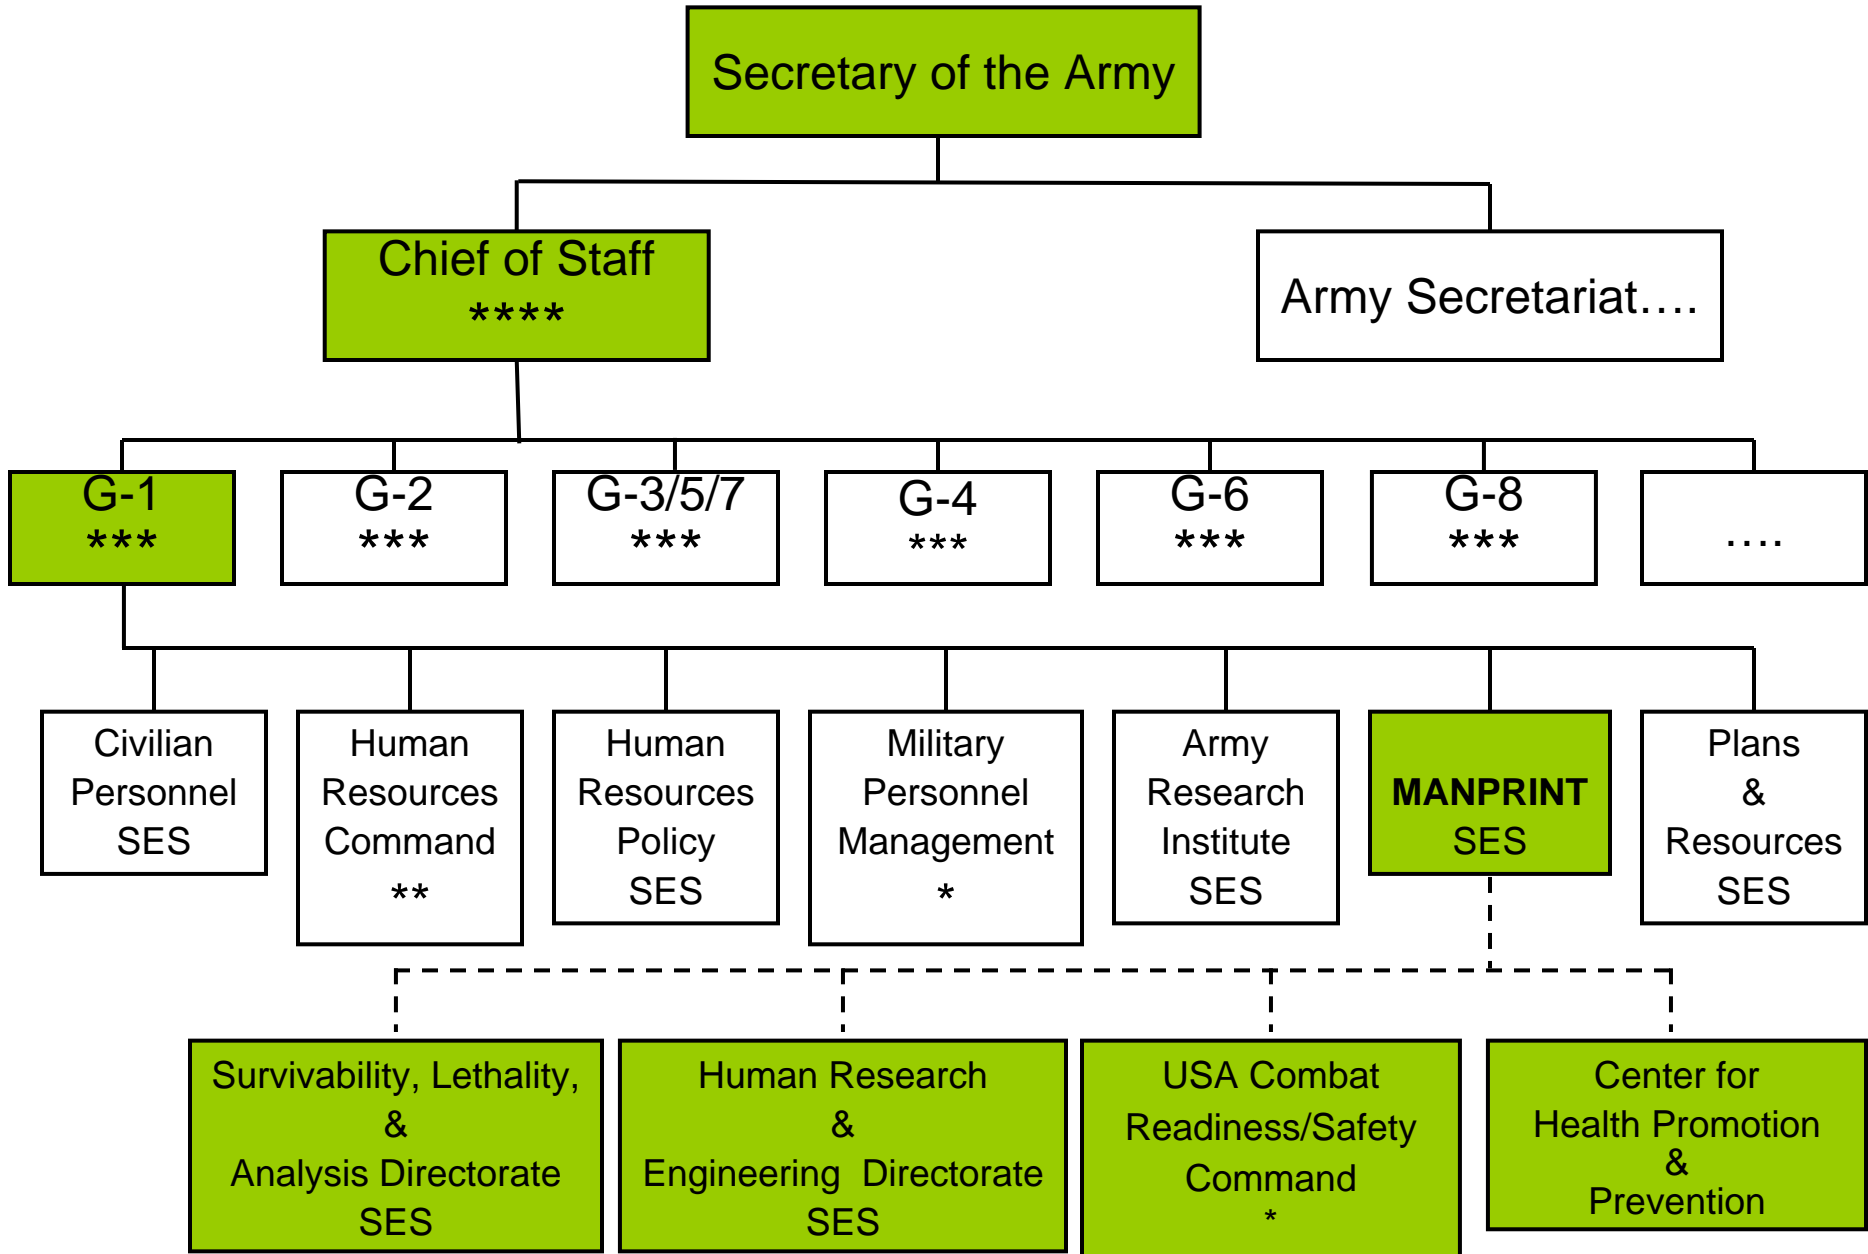 Secretary of the Army
Chief of Staff
****
Army Secretariat....
G-1
***
G-2
***
G-3/5/7
***
G-4
***
G-6
***
G-8
***
....
Civilian
Personnel
SES
Human
Resources
Command
**
Human
Resources
Policy
SES
Military
Personnel
Management
*
Army
Research
Institute
SES
MANPRINT
SES
Plans
&
Resources
SES
Survivability, Lethality,
&
Analysis Directorate
SES
Human Research
&
Engineering Directorate
SES
USA Combat
Readiness/Safety
Command
*
Center for
Health Promotion
&
Prevention